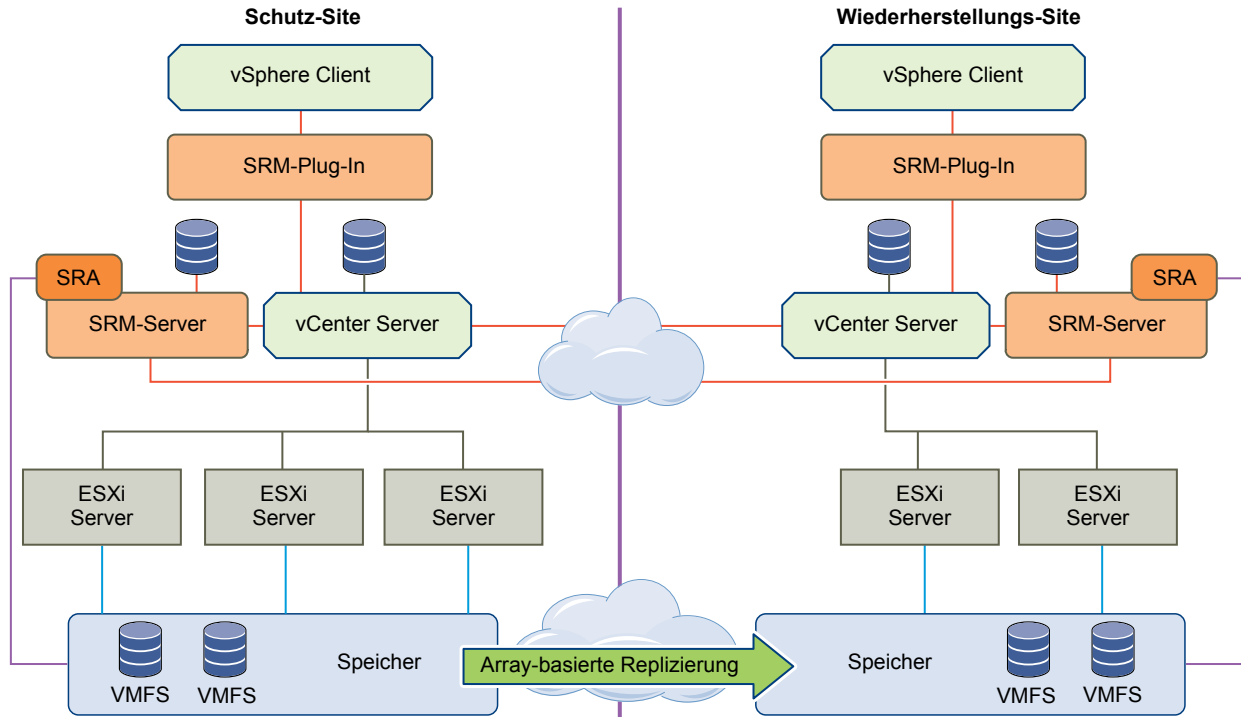 Schutz-Site
Wiederherstellungs-Site
vSphere Client
vSphere Client
SRM-Plug-In
SRM-Plug-In
SRA
SRA
SRM-Server
vCenter Server
vCenter Server
SRM-Server
ESXi
Server
ESXi
Server
ESXi
Server
ESXi
Server
ESXi
Server
Speicher
Array-basierte Replizierung
Speicher
VMFS
VMFS
VMFS
VMFS